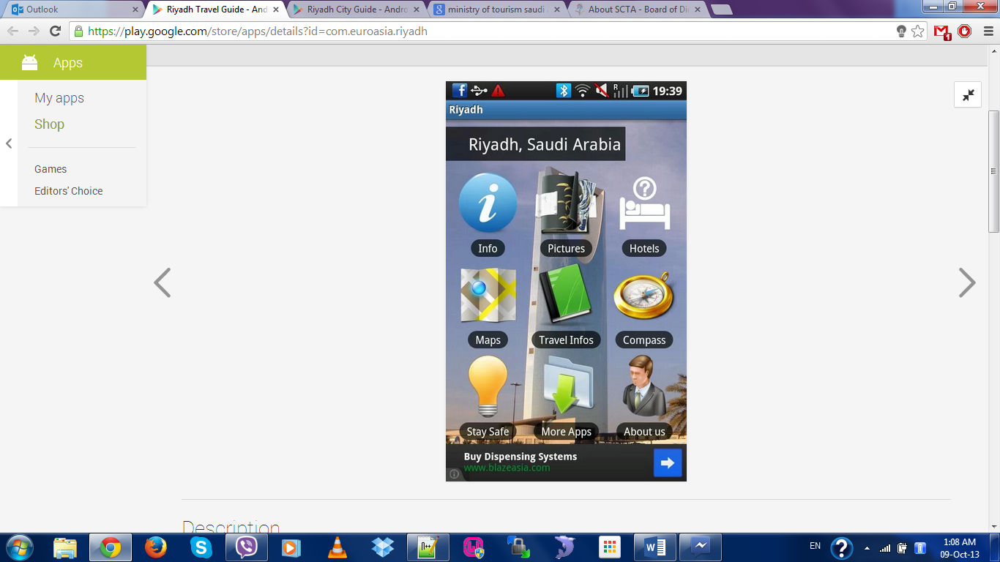 Outlook
Riyadh Travel Guide - And
Riyadh City Guide - Andro
ministry of tourism saudi
About SCTA - Board of Di
https://play.google.com/store/apps/details?id=com.euroasia.riyadh
1
Apps
My apps
Shop
Games
Editors' Choice
f R 19:39
Riyadh
Riyadh, Saudi Arabia
i ?
Info Pictures Hotels
Maps Travel Infos Compass
Stay Safe More Apps About us
Buy Dispensing Systems
www.blazeasia.com
Description
EN ? 1:08 AM
09-Oct-13